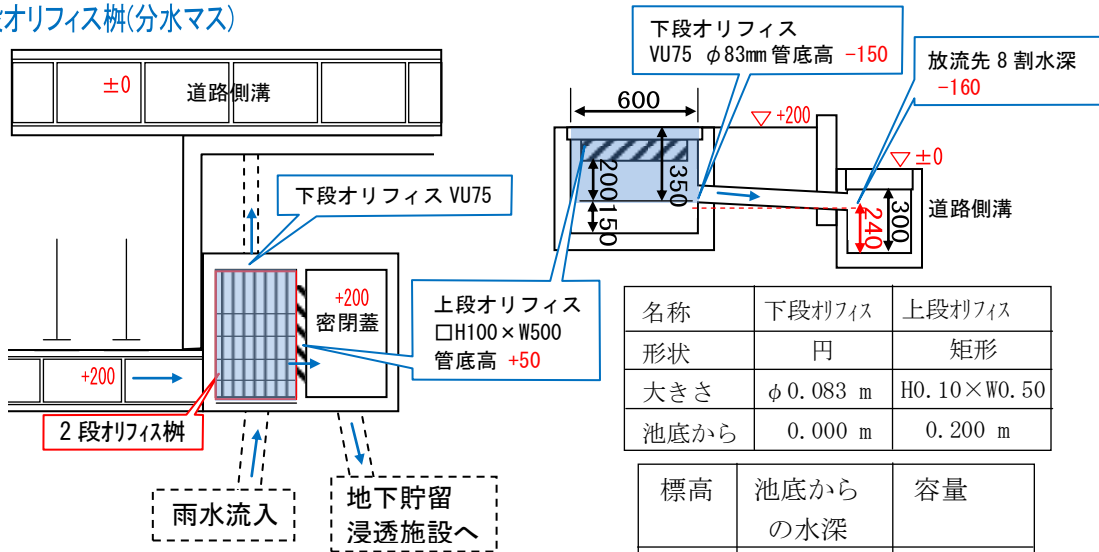 オリフィス桝(分水マス)
±0
道路側溝
下段オリフィス VU75
+200
密閉蓋
+200
2 段オリフィス桝
雨水流入
地下貯留
浸透施設へ
上段オリフィス
□H100×W500
管底高 +50
下段オリフィス
VU75 φ83mm 管底高 -150
放流先 8 割水深
-160
600
▽ +200
▽ ±0
200
350
150
300
240
道路側溝
名称 下段オリフィス 上段オリフィス
形状 円 矩形
大きさ φ0.083 m H0.10×W0.50
池底から 0.000 m 0.200 m
標高 池底から 容量
の水深